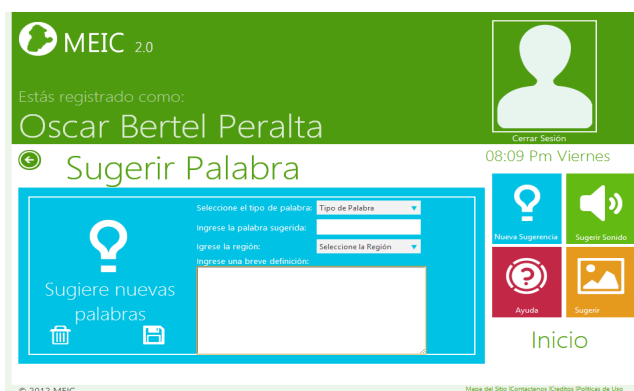 MEIC 2.0
Estás registrado como:
Oscar Bertel Peralta
Cerrar Sesión
Sugerir Palabra
08:09 Pm Viernes
Seleccione el tipo de palabra: Tipo de Palabra
Ingrese la palabra sugerida:
Igrese la región: Seleccione la Región
Ingrese una breve definición:
Sugiere nuevas
palabras
Nueva Sugerencia
Sugerir Sonido
Ayuda
Sugerir
Inicio
© 2012 MEIC
Mapa del Sitio |Contactenos |Creditos |Politicas de Uso